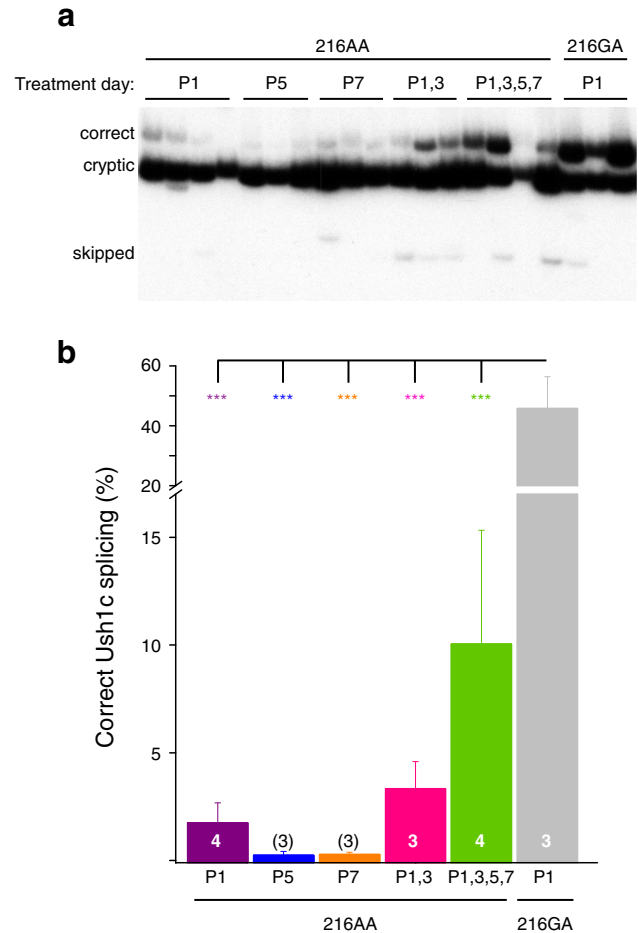 a
216AA 216GA
Treatment day: P1 P5 P7 P1,3 P1,3,5,7 P1
correct
cryptic
skipped
b
Correct Ush1c splicing (%)
60
40
20
15
10
5
*** *** *** *** ***
4 (3) (3) 3 4 3
P1 P5 P7 P1,3 P1,3,5,7 P1
216AA 216GA